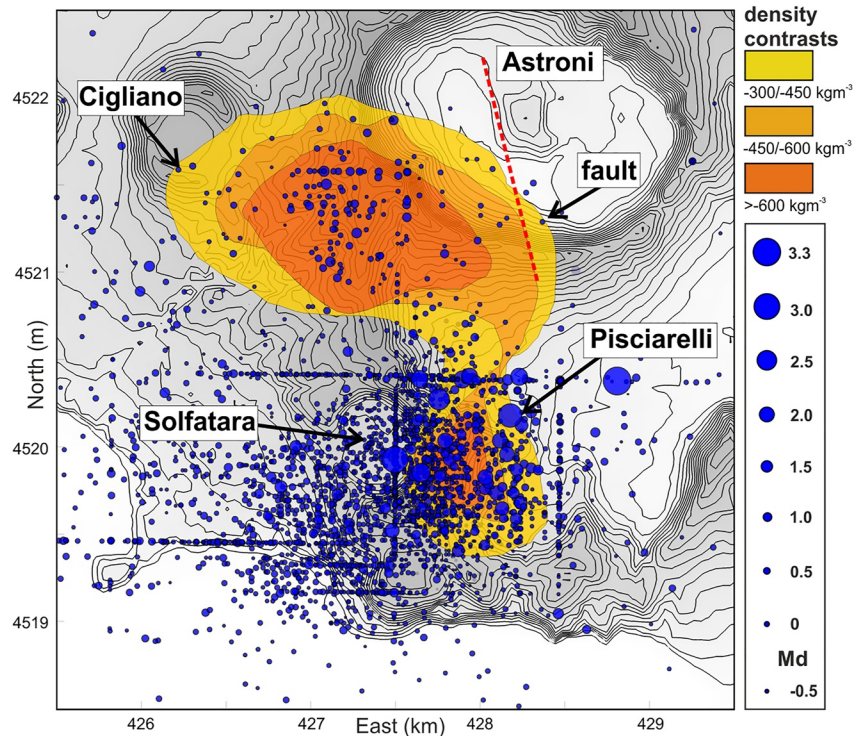 density
contrasts
-300/-450 kgm-³
-450/-600 kgm-³
>-600 kgm-³
Astroni
Cigliano
fault
Pisciarelli
Solfatara
4522
4521
4520
4519
North (m)
426
427
East (km)
428
429
3.3
3.0
2.5
2.0
1.5
1.0
0.5
0
Md
-0.5